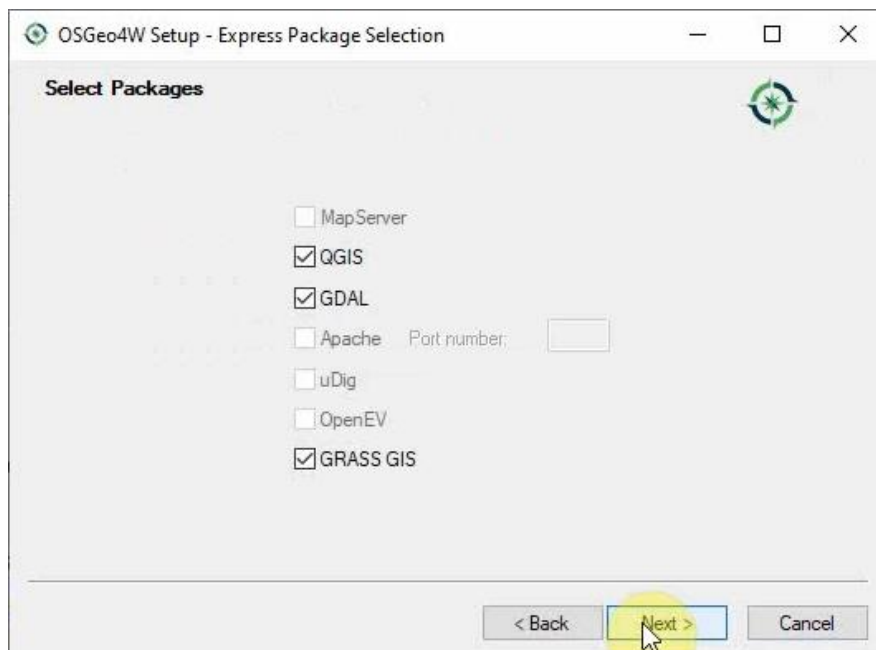 OSGeo4W Setup - Express Package Selection
Select Packages
MapServer
QGIS
GDAL
Apache Port number:
uDig
OpenEV
GRASS GIS
< Back Next > Cancel